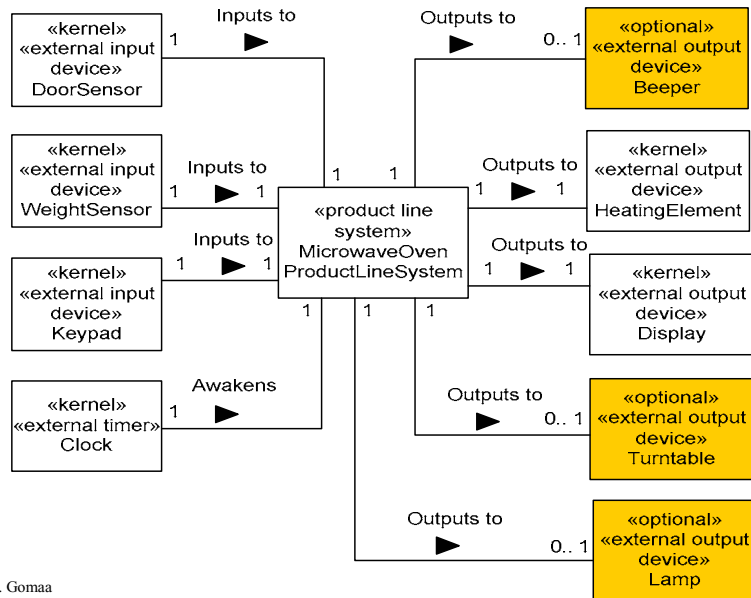 «kernel»
«external input
device»
DoorSensor
1
Inputs to
1
«kernel»
«external input
device»
WeightSensor
1
Inputs to
1
«kernel»
«external input
device»
Keypad
1
Inputs to
1
«kernel»
«external timer»
Clock
1
Awakens
1
«product line
system»
MicrowaveOven
ProductLineSystem
1
Outputs to
0.. 1
«optional»
«external output
device»
Beeper
1
Outputs to
1
«kernel»
«external output
device»
HeatingElement
1
Outputs to
1
«kernel»
«external output
device»
Display
1
Outputs to
0.. 1
«optional»
«external output
device»
Turntable
1
Outputs to
0.. 1
«optional»
«external output
device»
Lamp
. Gomaa